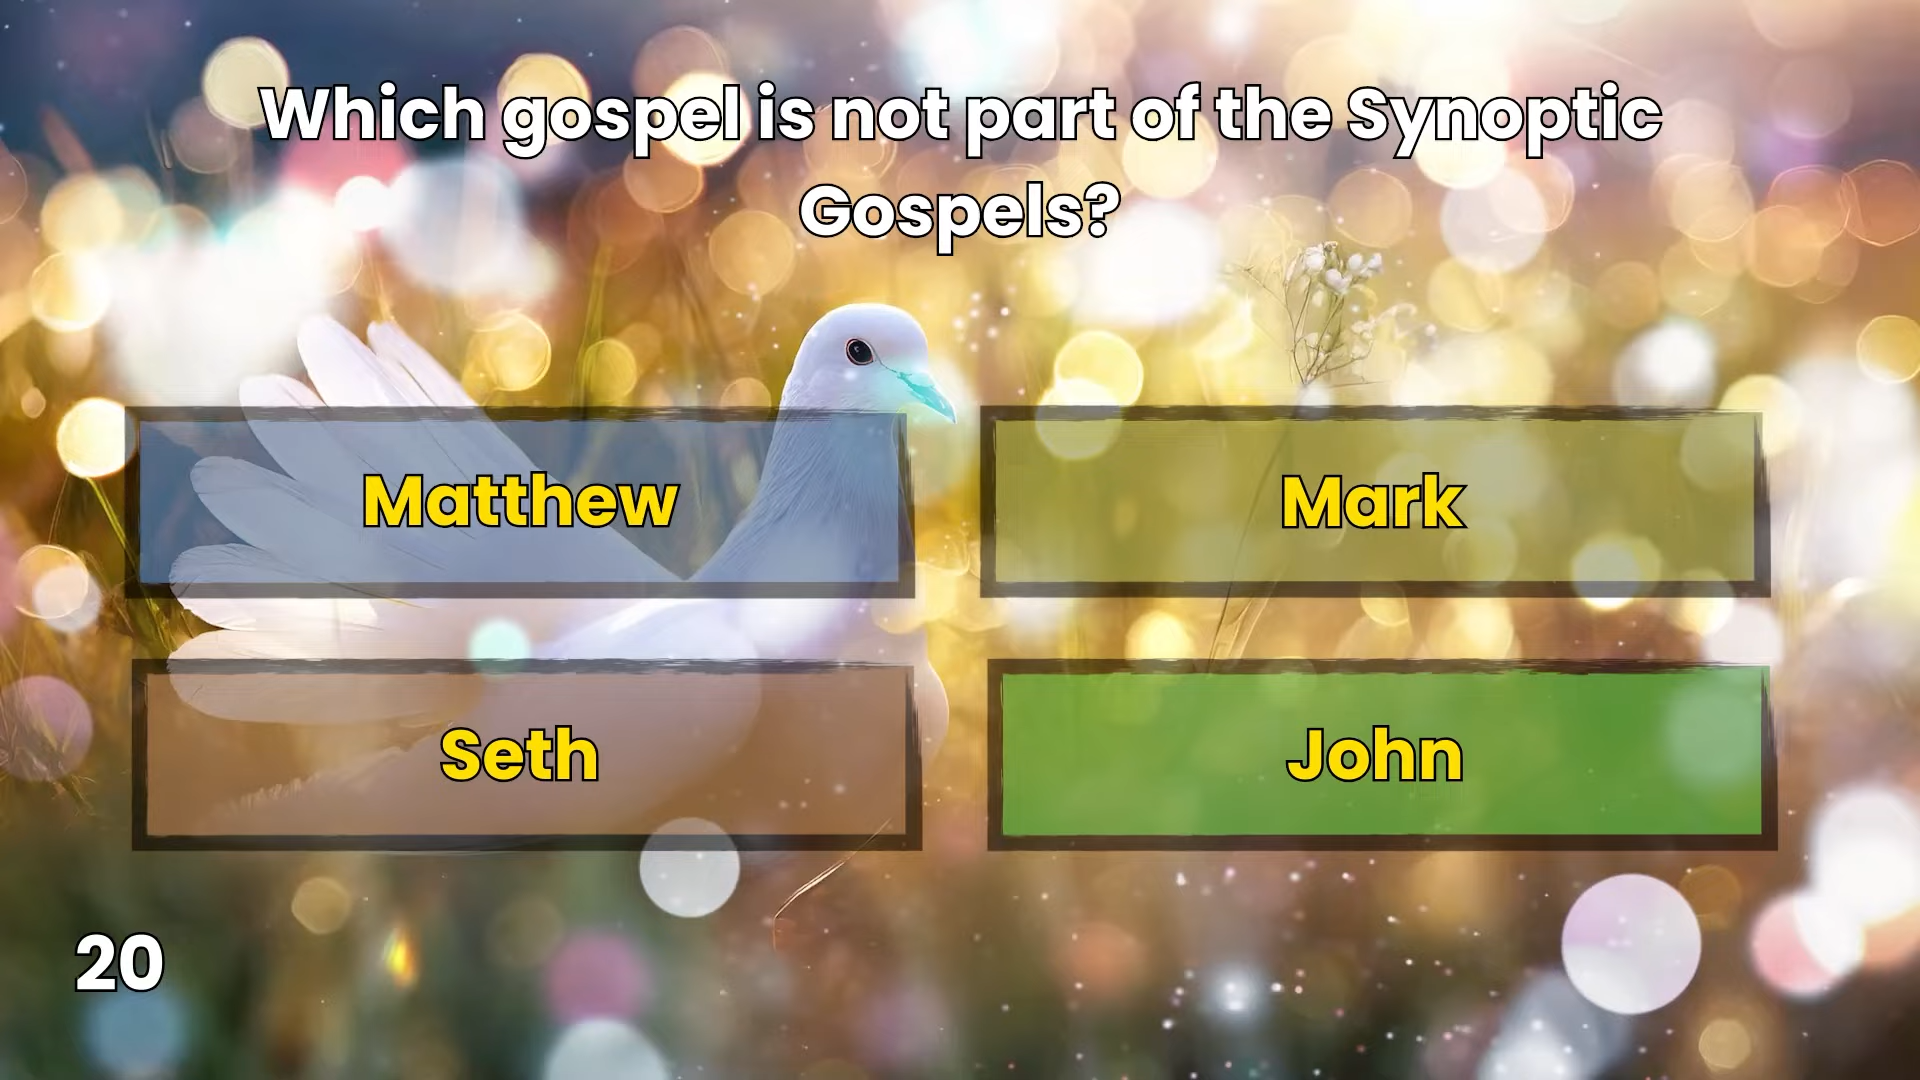 Which gospel is not part of the Synoptic
Gospels?
Matthew
Mark
Seth
John
20